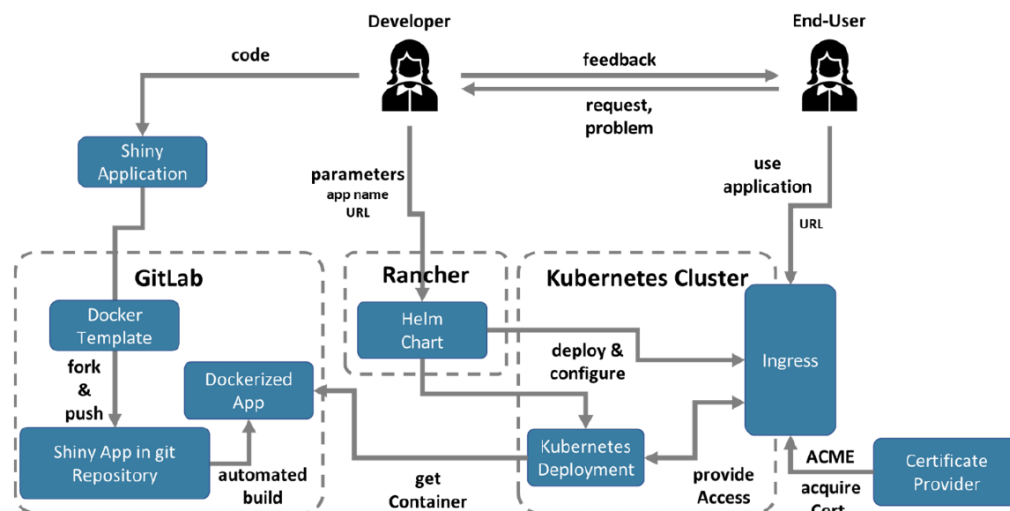 Developer
End-User
code
feedback
request,
problem
Shiny
Application
parameters
app name
URL
use
application
URL
GitLab
Rancher
Kubernetes Cluster
Docker
Template
Helm
Chart
Ingress
deploy &
configure
fork
&
push
Dockerized
App
Shiny App in git
Repository
automated
build
get
Container
Kubernetes
Deployment
provide
Access
ACME
acquire
Cert
Certificate
Provider